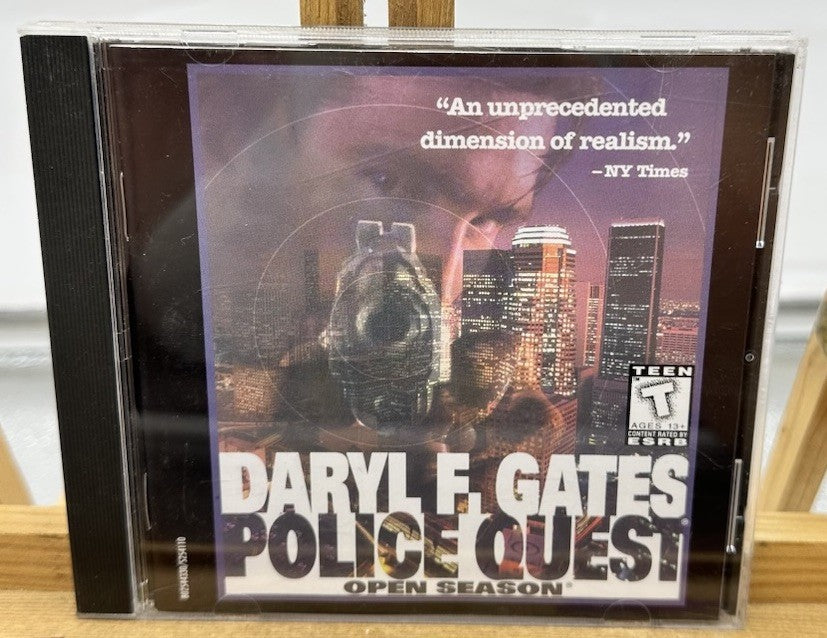 “An unprecedented
dimension of realism.”
–NY Times
TEEN
T
AGES 13+
CONTENT RATED BY
ESRB
DARYL F. GATES
POLICE QUEST®
OPEN SEASON®